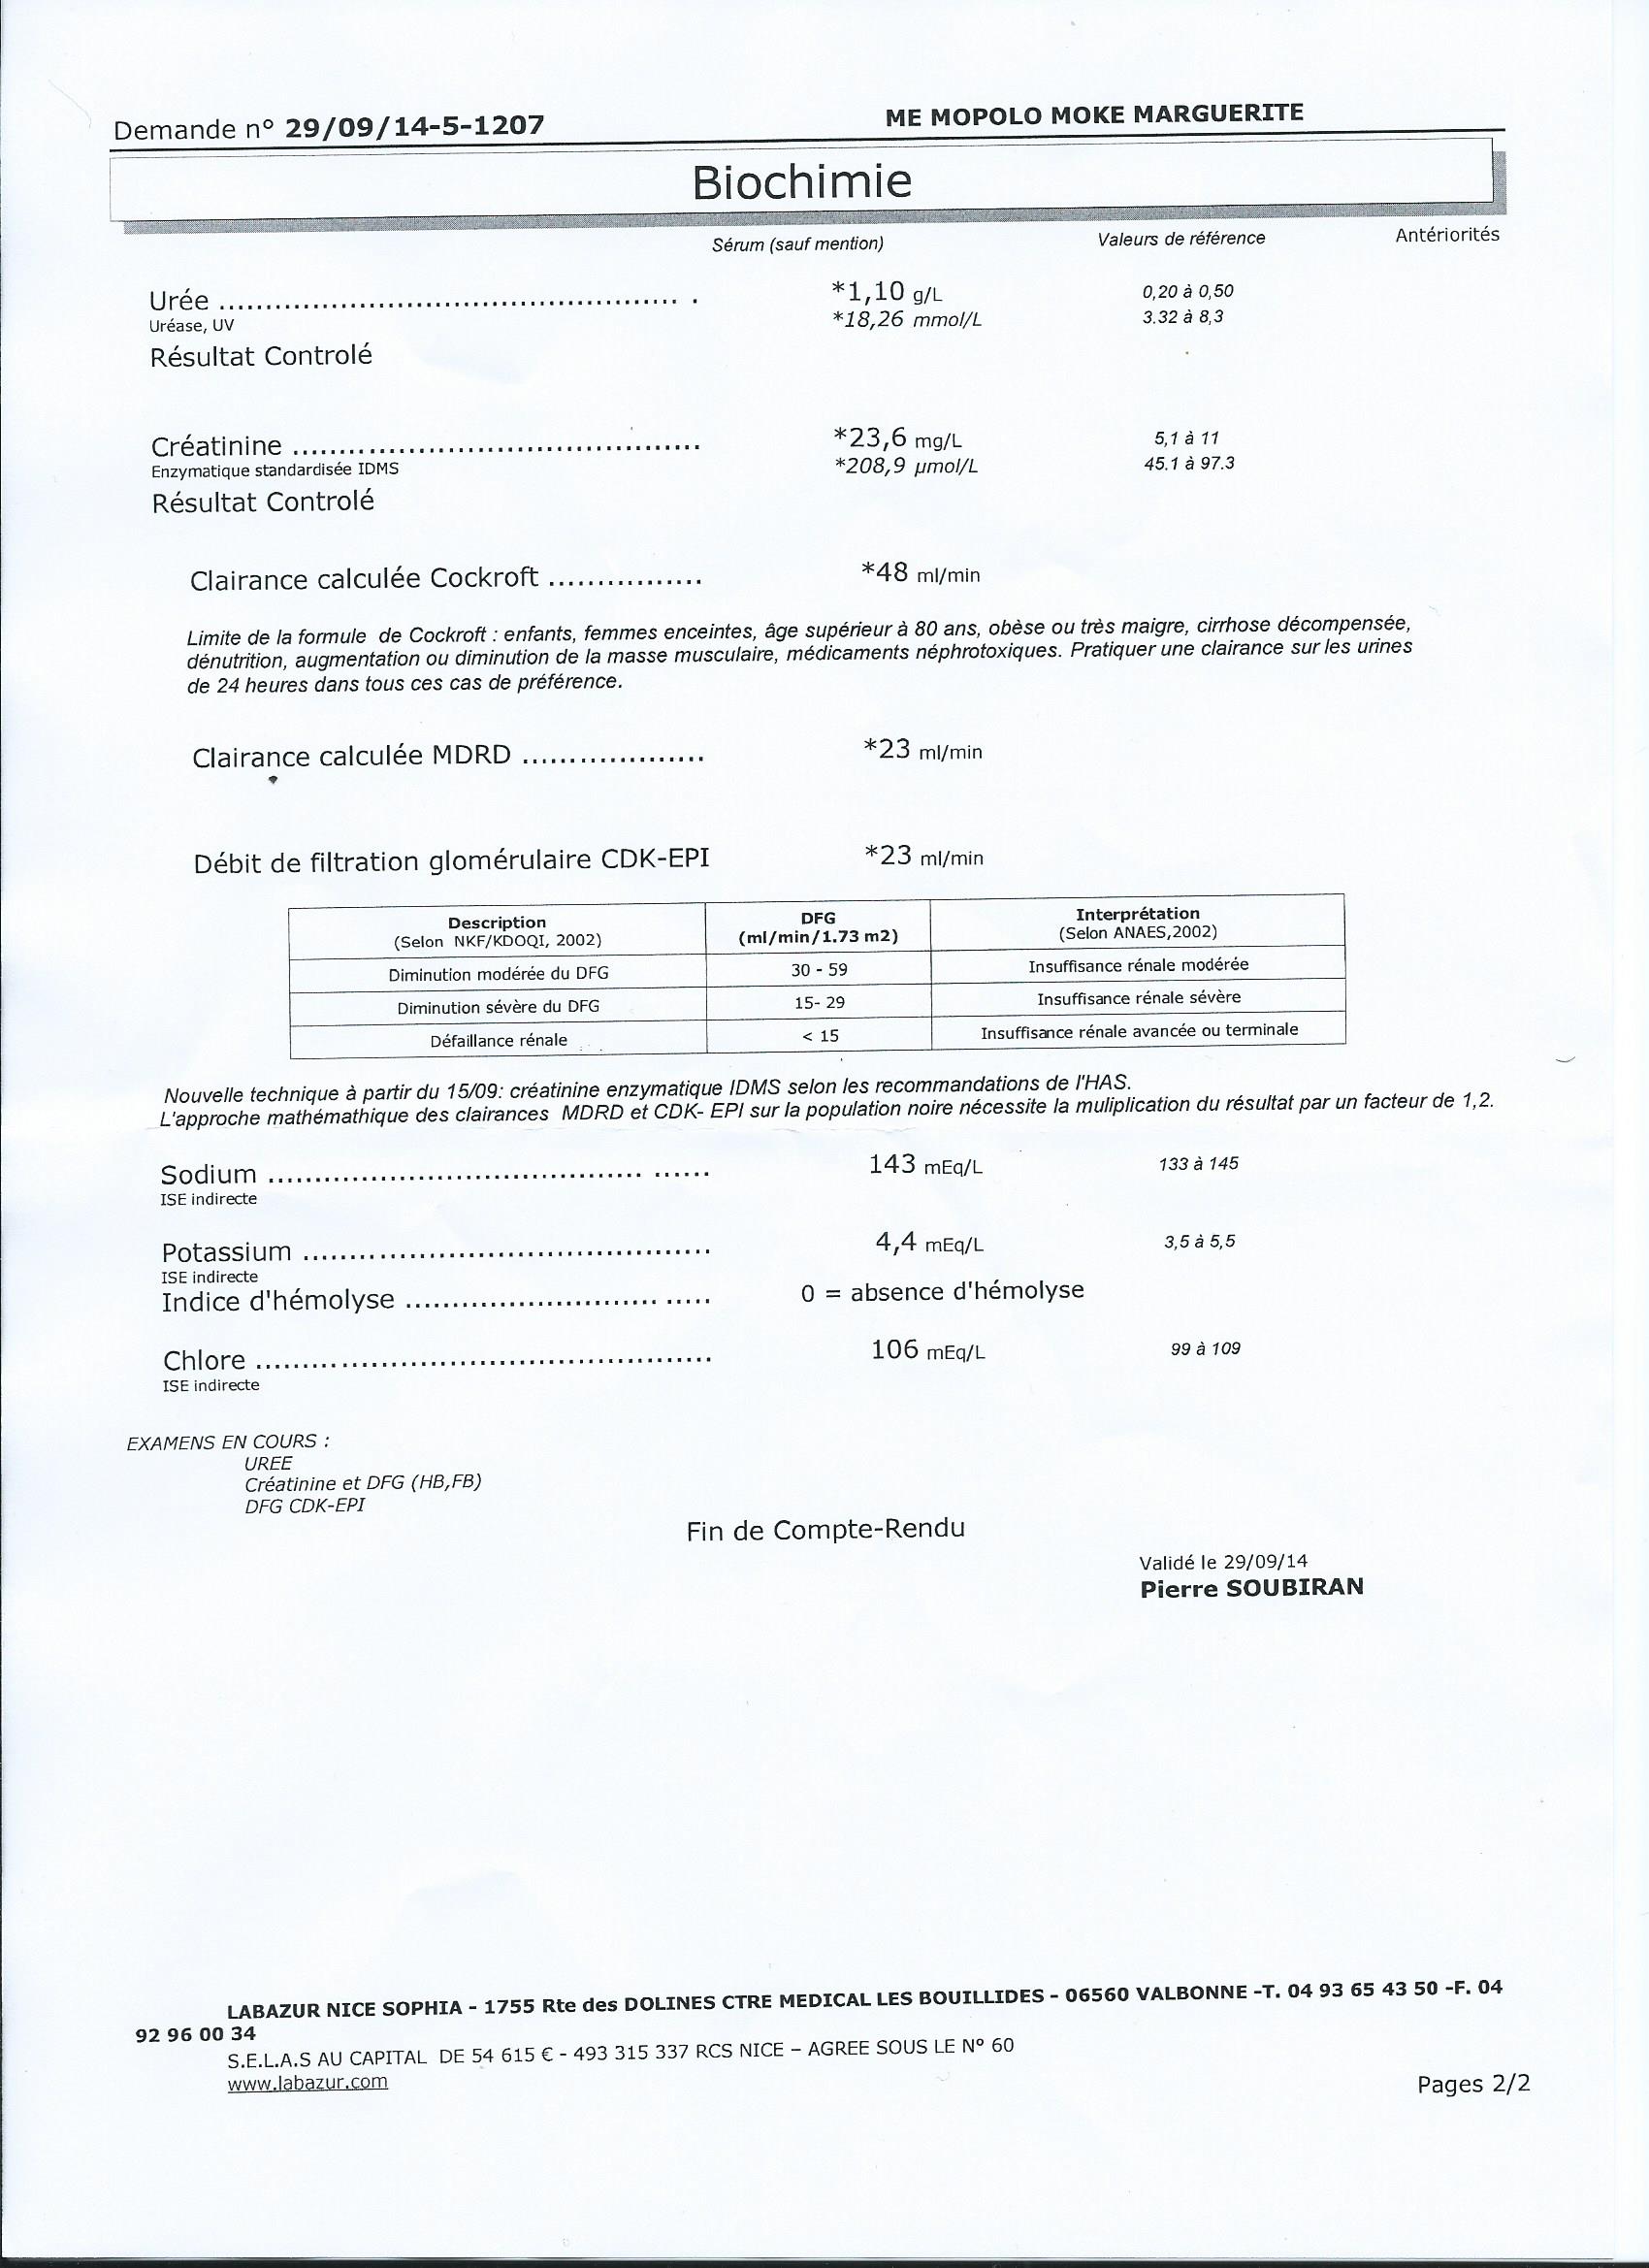 Demande n° 29/09/14-5-1207 ME MOPOLO MOKE MARGUERITE
Biochimie
Sérum (sauf mention) Valeurs de référence Antériorités
Urée ................................................ . *1,10 g/L 0,20 à 0,50
Uréase, UV *18,26 mmol/L 3.32 à 8,3
Résultat Controlé
Créatinine ........................................... *23,6 mg/L 5,1 à 11
Enzymatique standardisée IDMS *208,9 µmol/L 45.1 à 97.3
Résultat Controlé
Clairance calculée Cockroft ................ *48 ml/min
Limite de la formule de Cockroft : enfants, femmes enceintes, âge supérieur à 80 ans, obèse ou très maigre, cirrhose décompensée,
dénutrition, augmentation ou diminution de la masse musculaire, médicaments néphrotoxiques. Pratiquer une clairance sur les urines
de 24 heures dans tous ces cas de préférence.
Clairance calculée MDRD ................... *23 ml/min
Débit de filtration glomérulaire CDK-EPI *23 ml/min
Description DFG Interprétation
(Selon NKF/KDOQI, 2002) (ml/min/1.73 m2) (Selon ANAES,2002)
Diminution modérée du DFG 30 - 59 Insuffisance rénale modérée
Diminution sévère du DFG 15- 29 Insuffisance rénale sévère
Défaillance rénale < 15 Insuffisance rénale avancée ou terminale
Nouvelle technique à partir du 15/09: créatinine enzymatique IDMS selon les recommandations de l'HAS.
L'approche mathémathique des clairances MDRD et CDK- EPI sur la population noire nécessite la muliplication du résultat par un facteur de 1,2.
Sodium ........................................ ...... 143 mEq/L 133 à 145
ISE indirecte
Potassium ........................................... 4,4 mEq/L 3,5 à 5,5
ISE indirecte
Indice d'hémolyse ........................... ..... 0 = absence d'hémolyse
Chlore ................................................ 106 mEq/L 99 à 109
ISE indirecte
EXAMENS EN COURS :
UREE
Créatinine et DFG (HB,FB)
DFG CDK-EPI
Fin de Compte-Rendu
Validé le 29/09/14
Pierre SOUBIRAN
LABAZUR NICE SOPHIA - 1755 Rte des DOLINES CTRE MEDICAL LES BOUILLIDES - 06560 VALBONNE -T. 04 93 65 43 50 -F. 04
92 96 00 34
S.E.L.A.S AU CAPITAL DE 54 615 € - 493 315 337 RCS NICE – AGREE SOUS LE N° 60
www.labazur.com
Pages 2/2